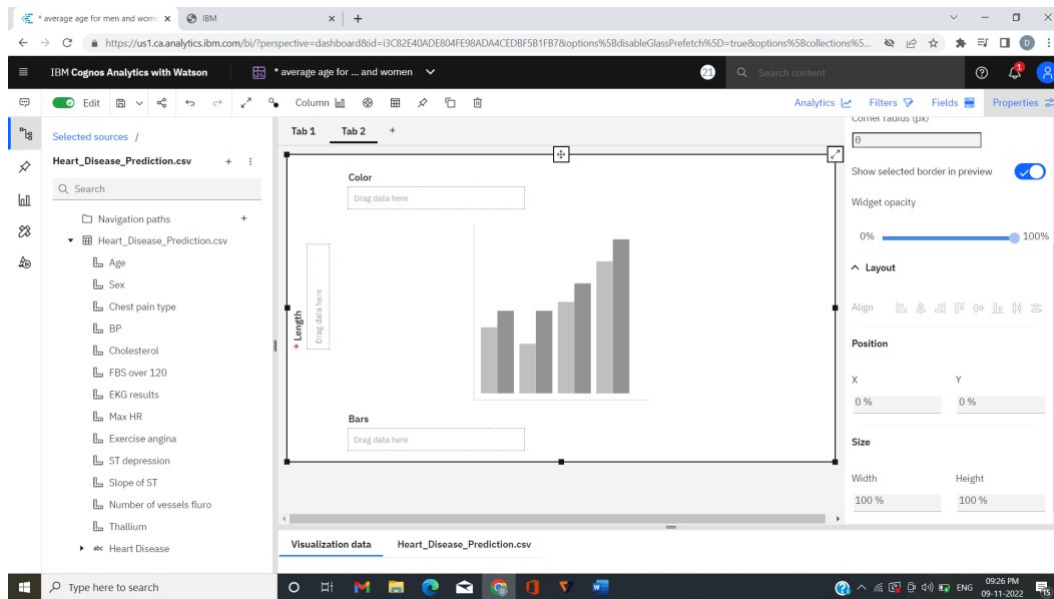 * average age for men and wom
IBM
https://us1.ca.analytics.ibm.com/bi/?perspective=dashboard&id=i3C82E40ADE804FE98ADA4CEDBF5B1FB7&options%5BdisableGlassPrefetch%5D=true&options%5Bcollections%5...
D
IBM Cognos Analytics with Watson
* average age for ... and women
21
Search content
1
Edit
Column
Analytics
Filters
Fields
Properties
Selected sources /
Heart_Disease_Prediction.csv
Search
Navigation paths
Heart_Disease_Prediction.csv
Age
Sex
Chest pain type
BP
Cholesterol
FBS over 120
EKG results
Max HR
Exercise angina
ST depression
Slope of ST
Number of vessels fluro
Thallium
abc Heart Disease
Tab 1
Tab 2
Color
Drag data here
* Length
Drag data here
Bars
Drag data here
Visualization data
Heart_Disease_Prediction.csv
Corner radius (px)
0
Show selected border in preview
Widget opacity
0%
100%
Layout
Align
Position
X
Y
0 %
0 %
Size
Width
Height
100 %
100 %
Type here to search
ENG
09:26 PM
09-11-2022
15